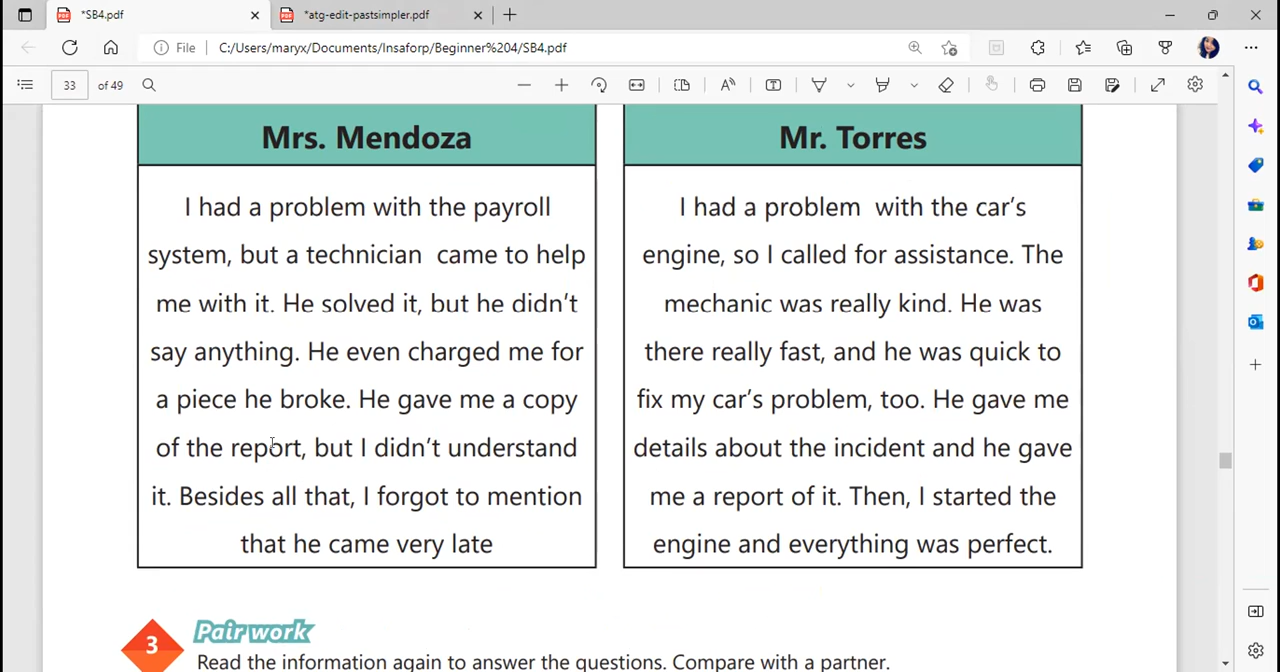 *SB4.pdf
*atg-edit-pastsimpler.pdf
File
C:/Users/maryx/Documents/Insaforp/Beginner%204/SB4.pdf
33
of 49
Mrs. Mendoza
I had a problem with the payroll
system, but a technician came to help
me with it. He solved it, but he didn't
say anything. He even charged me for
a piece he broke. He gave me a copy
of the report, but I didn't understand
it. Besides all that, I forgot to mention
that he came very late
Mr. Torres
I had a problem with the car's
engine, so I called for assistance. The
mechanic was really kind. He was
there really fast, and he was quick to
fix my car's problem, too. He gave me
details about the incident and he gave
me a report of it. Then, I started the
engine and everything was perfect.
3
Pair work
Read the information again to answer the questions. Compare with a partner.